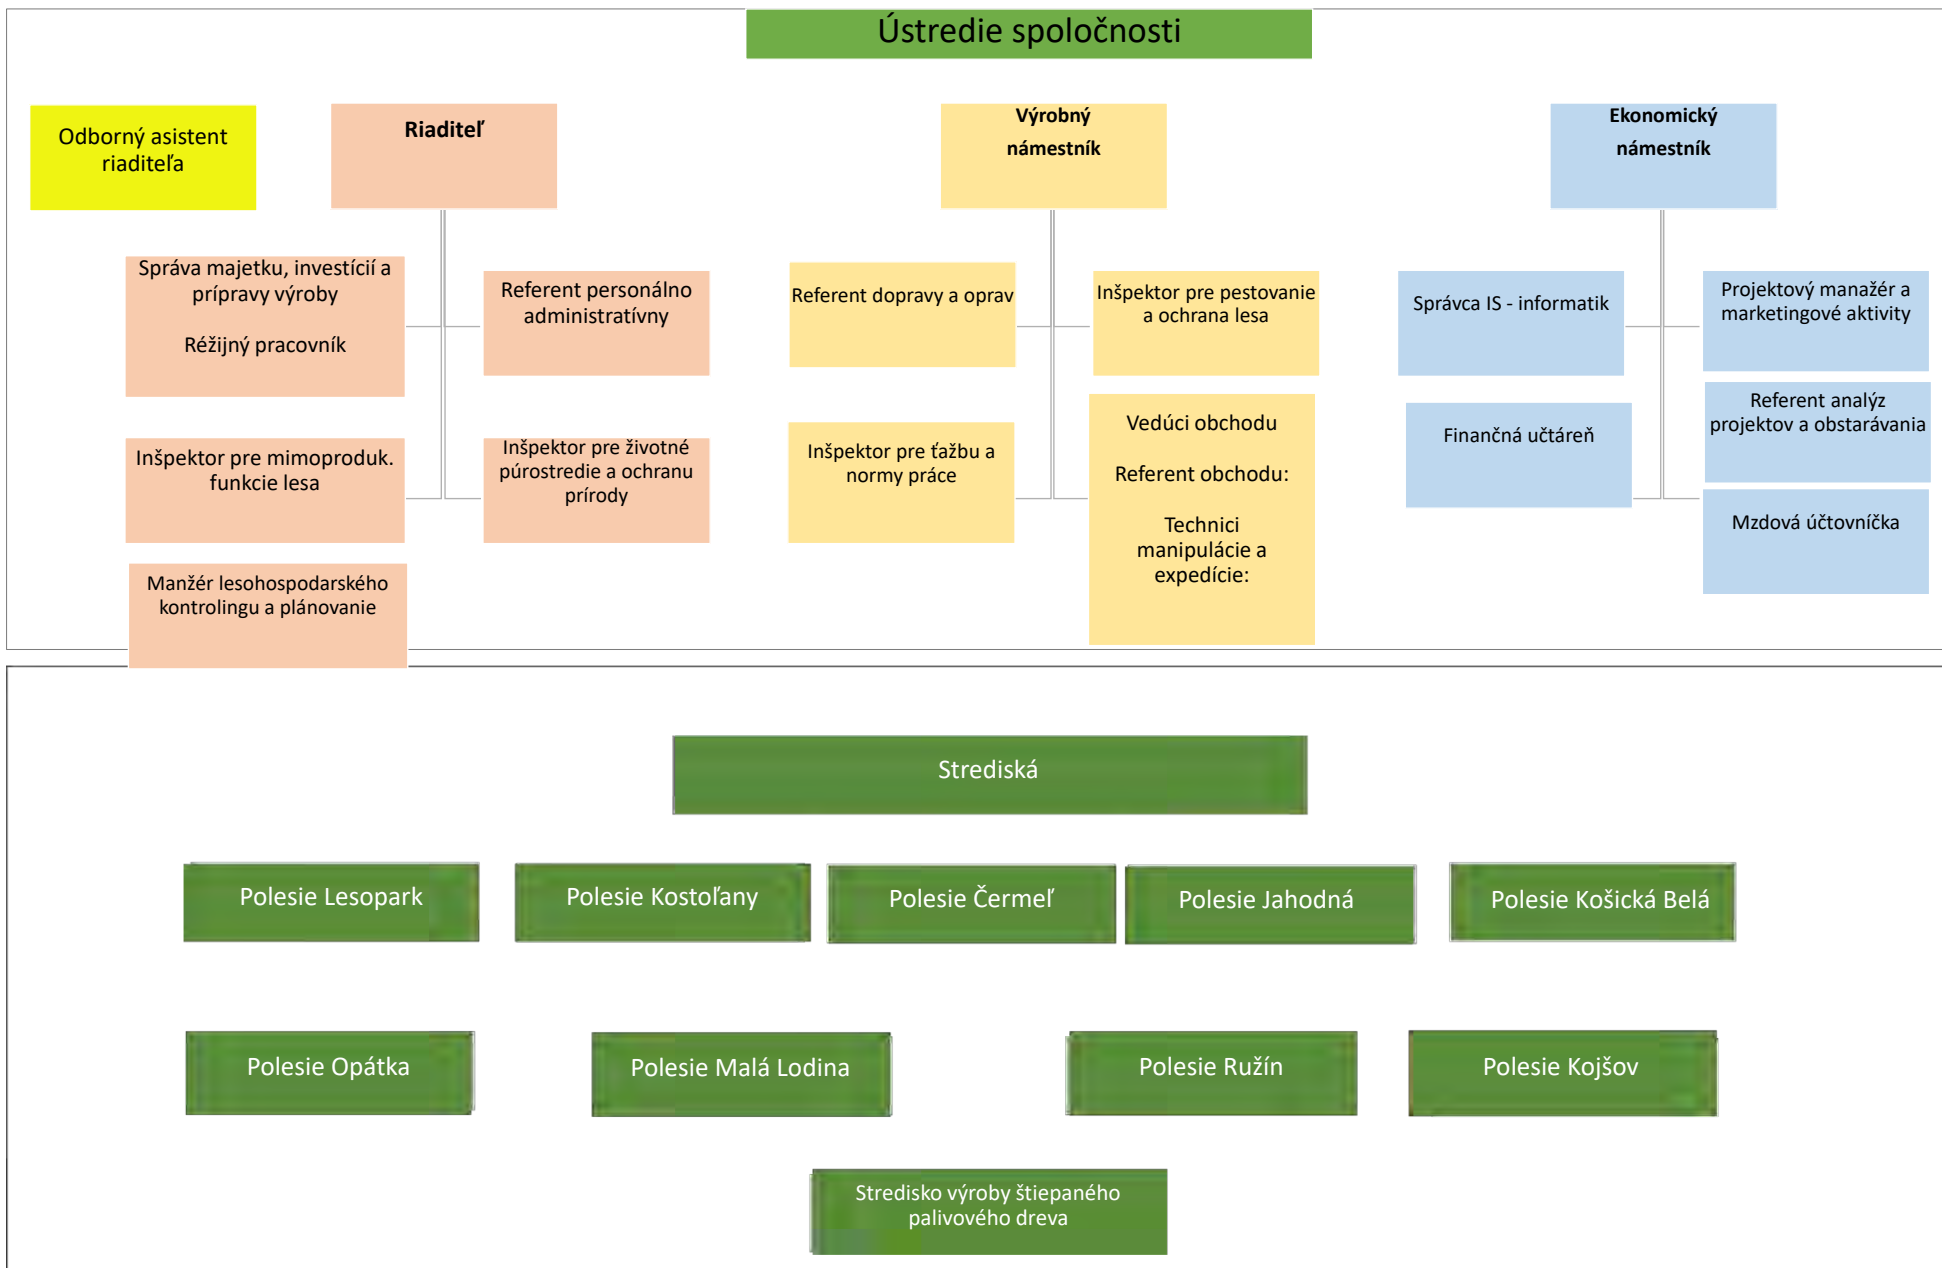 Ústredie spoločnosti
Odborný asistent
riaditeľa
Riaditeľ
Výrobný
námestník
Ekonomický
námestník
Správa majetku, investícií a
prípravy výroby
Réžijný pracovník
Referent personálno
administratívny
Referent dopravy a oprav
Inšpektor pre pestovanie
a ochrana lesa
Správca IS - informatik
Projektový manažér a
marketingové aktivity
Inšpektor pre mimoproduk.
funkcie lesa
Inšpektor pre životné
púrostredie a ochranu
prírody
Inšpektor pre ťažbu a
normy práce
Vedúci obchodu
Referent obchodu:
Technici
manipulácie a
expedície:
Finančná učtáreň
Referent analýz
projektov a obstarávania
Mzdová účtovníčka
Manžér lesohospodarského
kontrolingu a plánovanie
Strediská
Polesie Lesopark
Polesie Kostoľany
Polesie Čermeľ
Polesie Jahodná
Polesie Košická Belá
Polesie Opátka
Polesie Malá Lodina
Polesie Ružín
Polesie Kojšov
Stredisko výroby štiepaného
palivového dreva